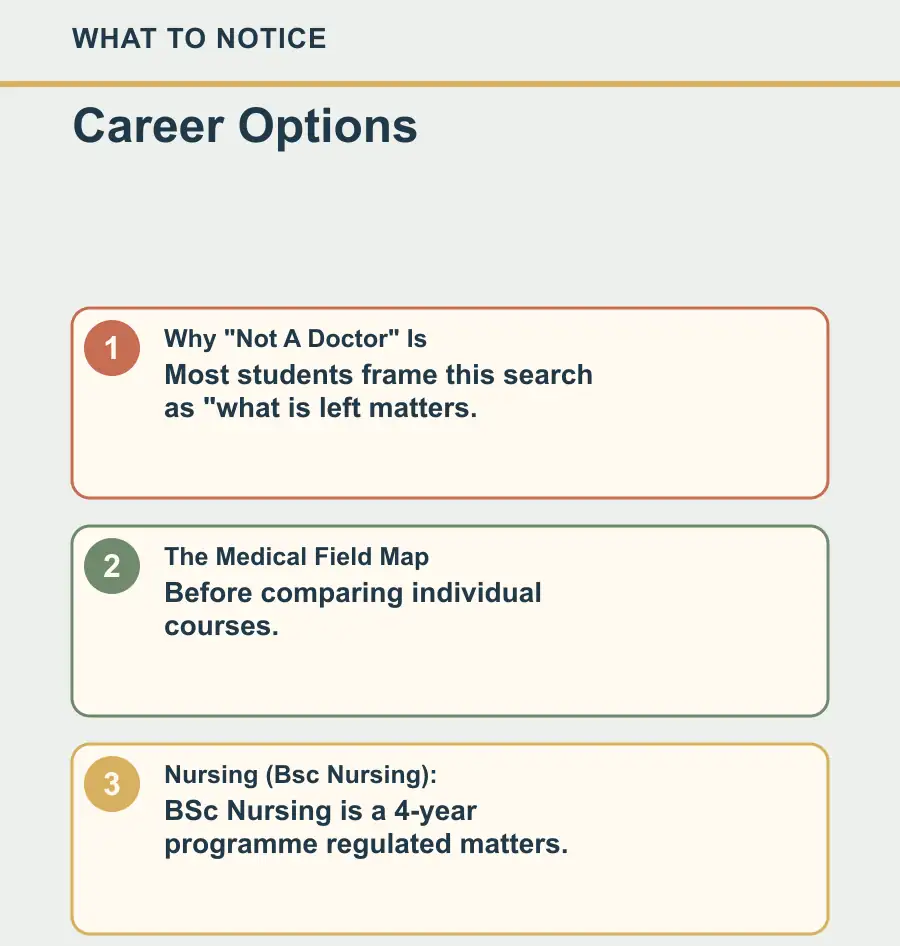 WHAT TO NOTICE
Career Options
1
Why "Not A Doctor" Is
Most students frame this search
as "what is left matters.
2
The Medical Field Map
Before comparing individual
courses.
3
Nursing (Bsc Nursing):
BSc Nursing is a 4-year
programme regulated matters.